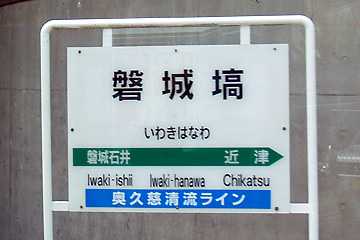 磐城塙
いわきはなわ
磐城石井 近津
Iwaki-ishii Iwaki-hanawa Chikatsu
奥久慈清流ライン